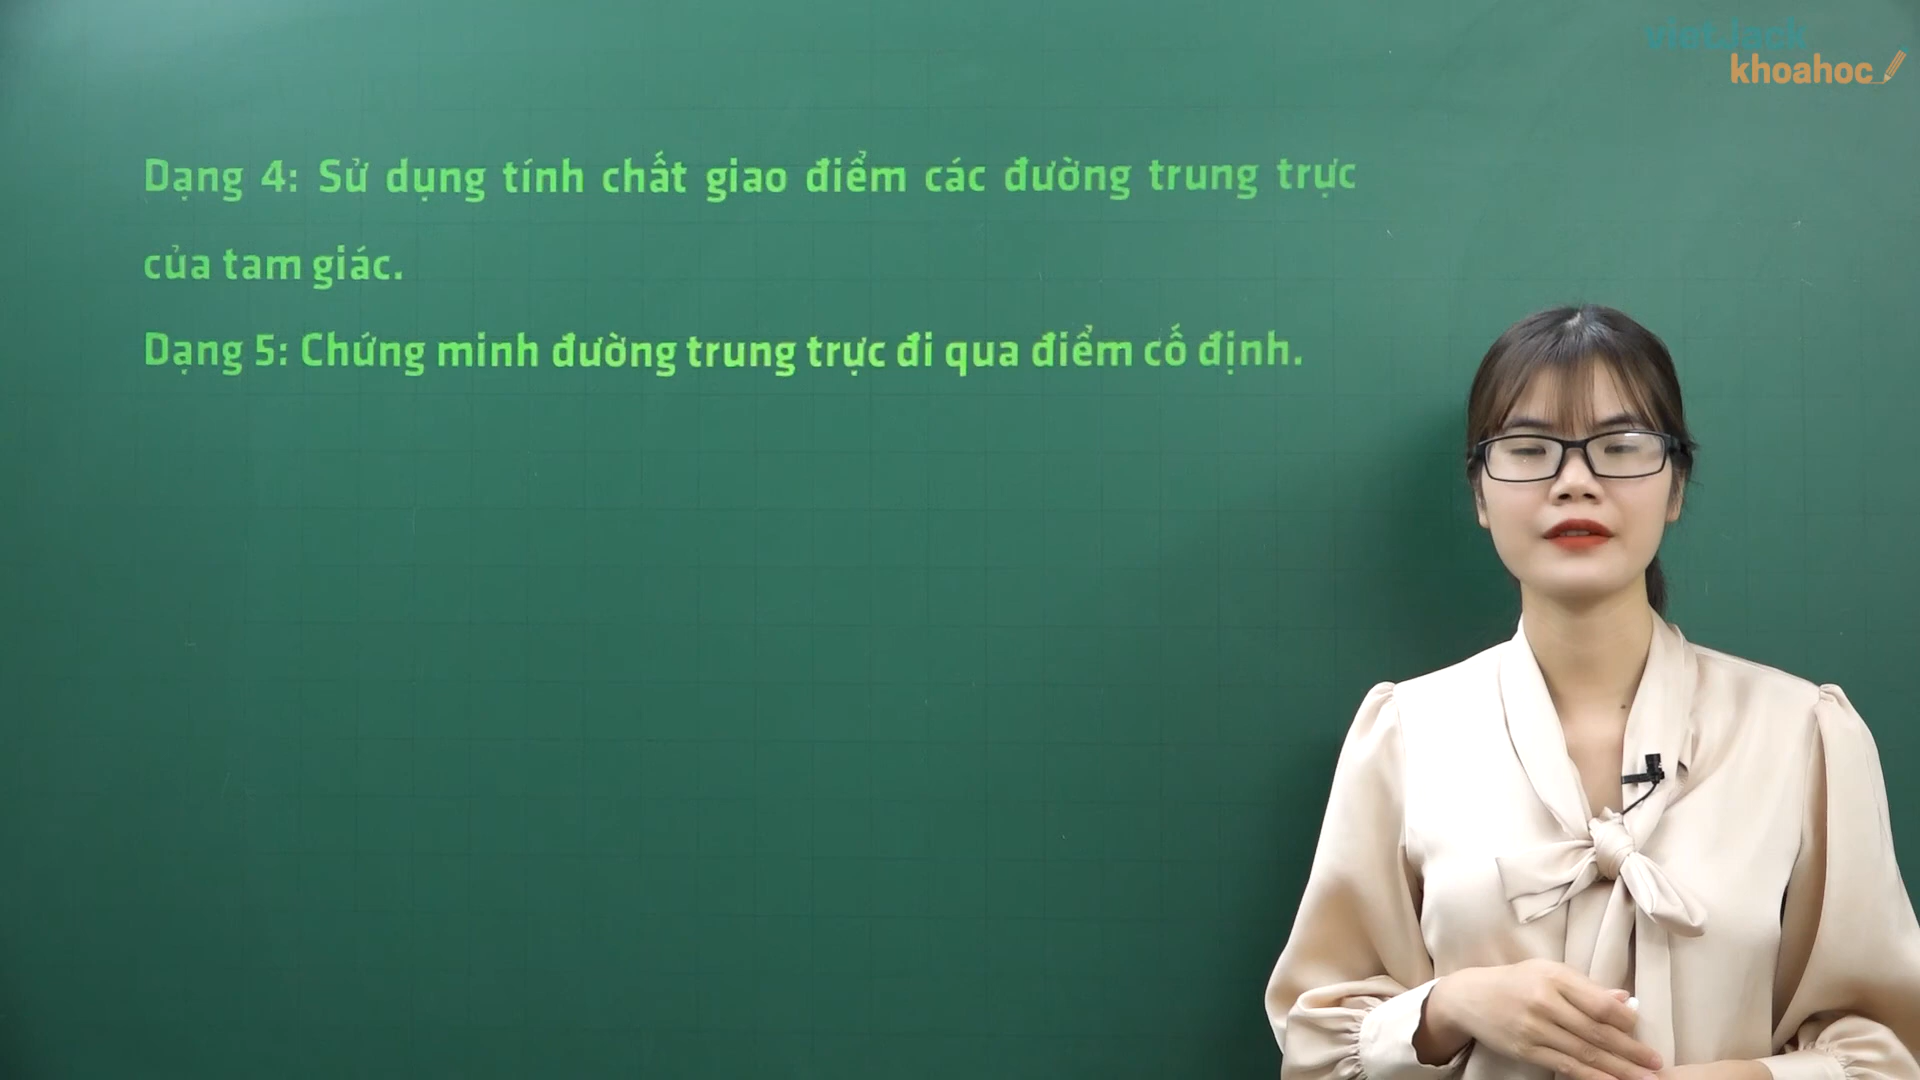 vietJack
khoahoc
Dạng 4: Sử dụng tính chất giao điểm các đường trung trực
của tam giác.
Dạng 5: Chứng minh đường trung trực đi qua điểm cố định.